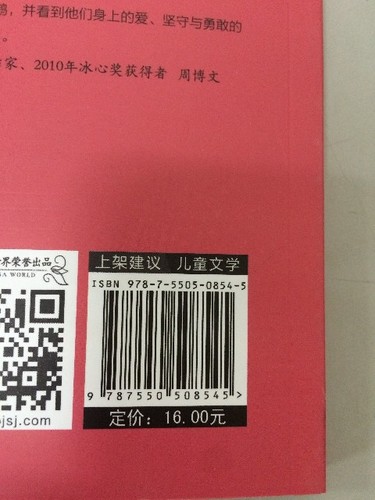 并看到他们身上的爱、坚守与勇敢的
。
家、2010年冰心奖获得者 周博文
界荣誉出品
A WORLD
上架建议 儿童文学
ISBN 978-7-5505-0854-5
9 787550 508545 >
定价：16.00元
jsj.com